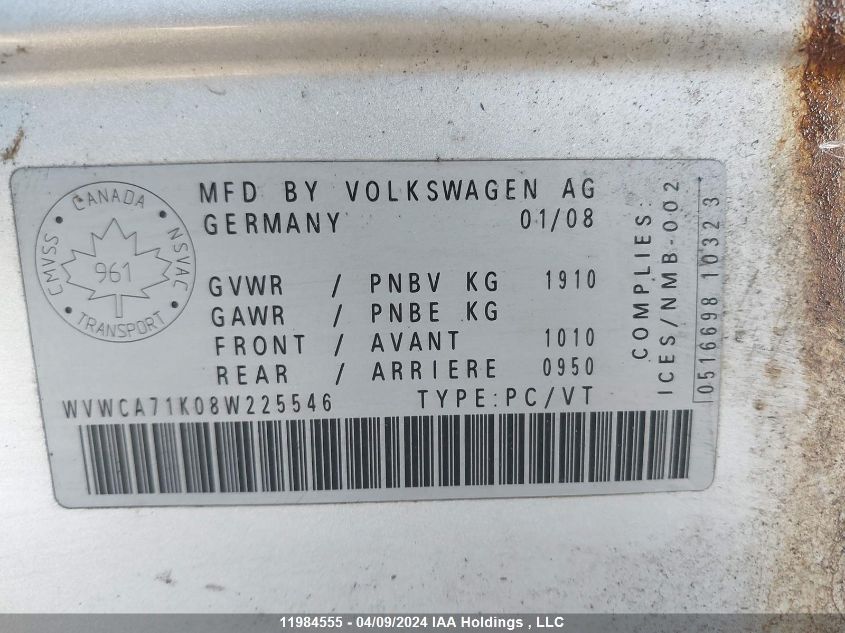 CANADA
CMVSS 961 NSVAC
TRANSPORT
MFD BY VOLKSWAGEN AG
GERMANY 01/08
GVWR / PNBV KG 1910
GAWR / PNBE KG
FRONT / AVANT 1010
REAR / ARRIERE 0950
WVWCA71K08W225546 TYPE:PC/VT
COMPLIES:
ICES/NMB-002
0516698 1032 3
11984555 - 04/09/2024 IAA Holdings , LLC